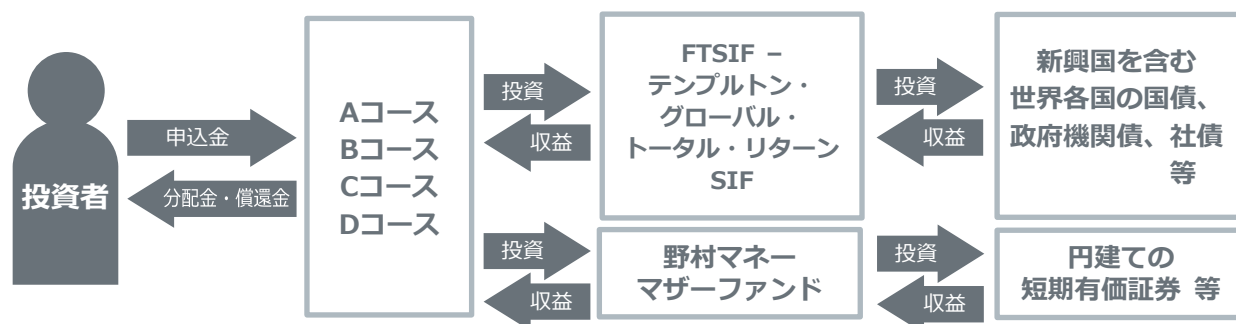 投資者
申込金
分配金・償還金
Aコース
Bコース
Cコース
Dコース
投資
収益
FTSIF －
テンプルトン・
グローバル・
トータル・リターン
SIF
投資
収益
新興国を含む
世界各国の国債、
政府機関債、社債
等
投資
収益
野村マネー
マザーファンド
投資
収益
円建ての
短期有価証券 等